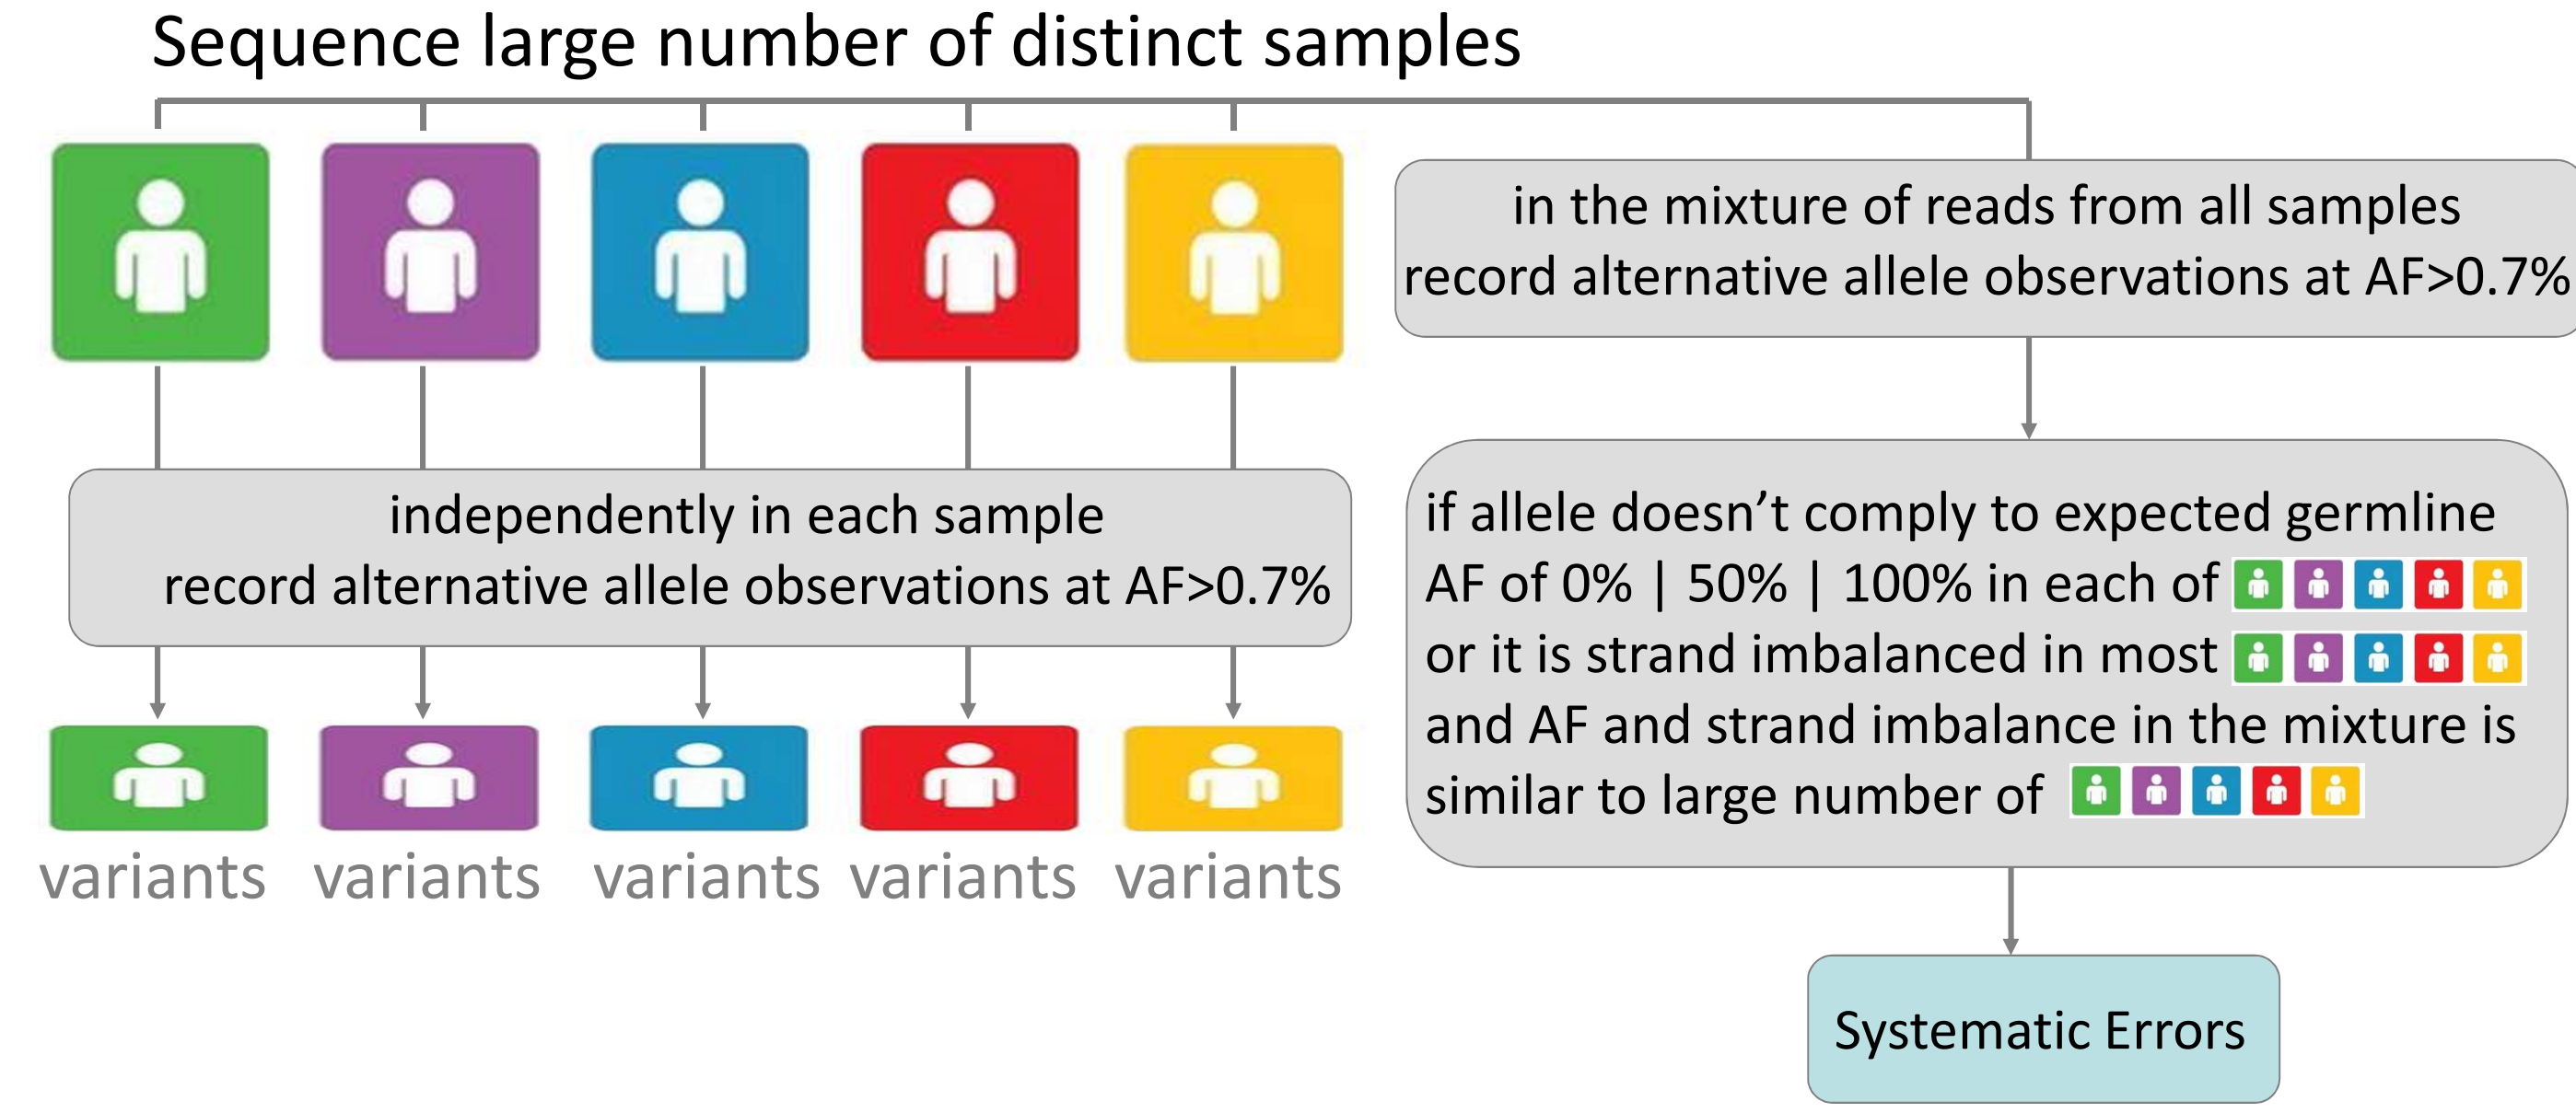 Sequence large number of distinct samples
in the mixture of reads from all samples
record alternative allele observations at AF>0.7%
independently in each sample
record alternative allele observations at AF>0.7%
variants variants variants variants variants
if allele doesn’t comply to expected germline
AF of 0% | 50% | 100% in each of
or it is strand imbalanced in most
and AF and strand imbalance in the mixture is
similar to large number of
Systematic Errors